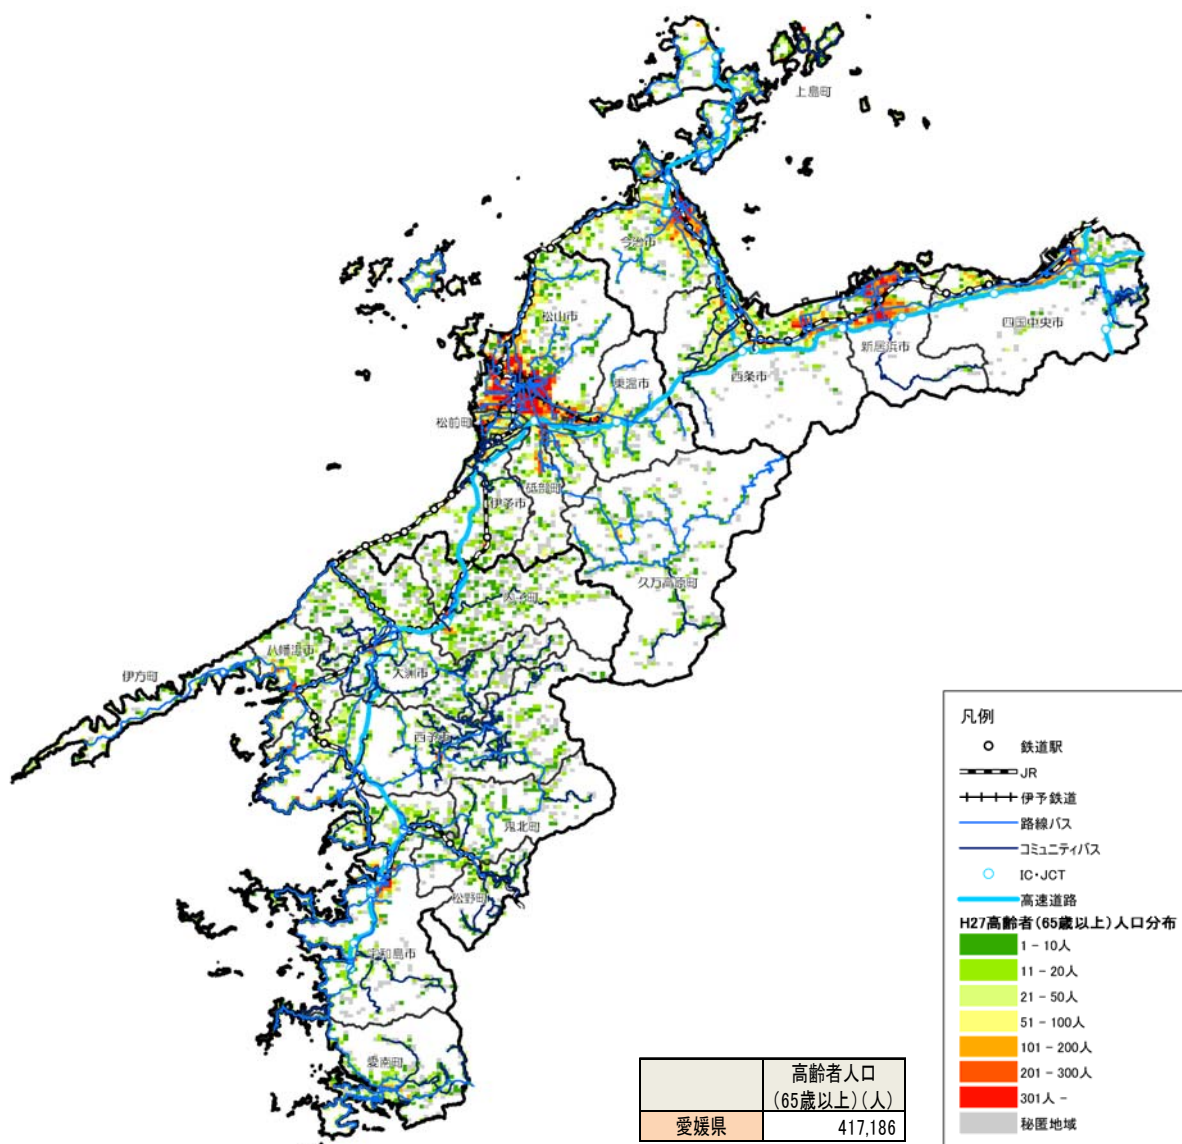 上島町
今治市
松山市
四国中央市
新居浜市
西条市
東温市
松前町
砥部町
伊予市
久万高原町
内子町
八幡浜市
大洲市
伊方町
西予市
鬼北町
松野町
宇和島市
愛南町
凡例
鉄道駅
JR
伊予鉄道
路線バス
コミュニティバス
IC・JCT
高速道路
H27高齢者(65歳以上)人口分布
1 - 10人
11 - 20人
21 - 50人
51 - 100人
101 - 200人
201 - 300人
301人 -
秘匿地域
高齢者人口
(65歳以上)(人)
愛媛県 417,186